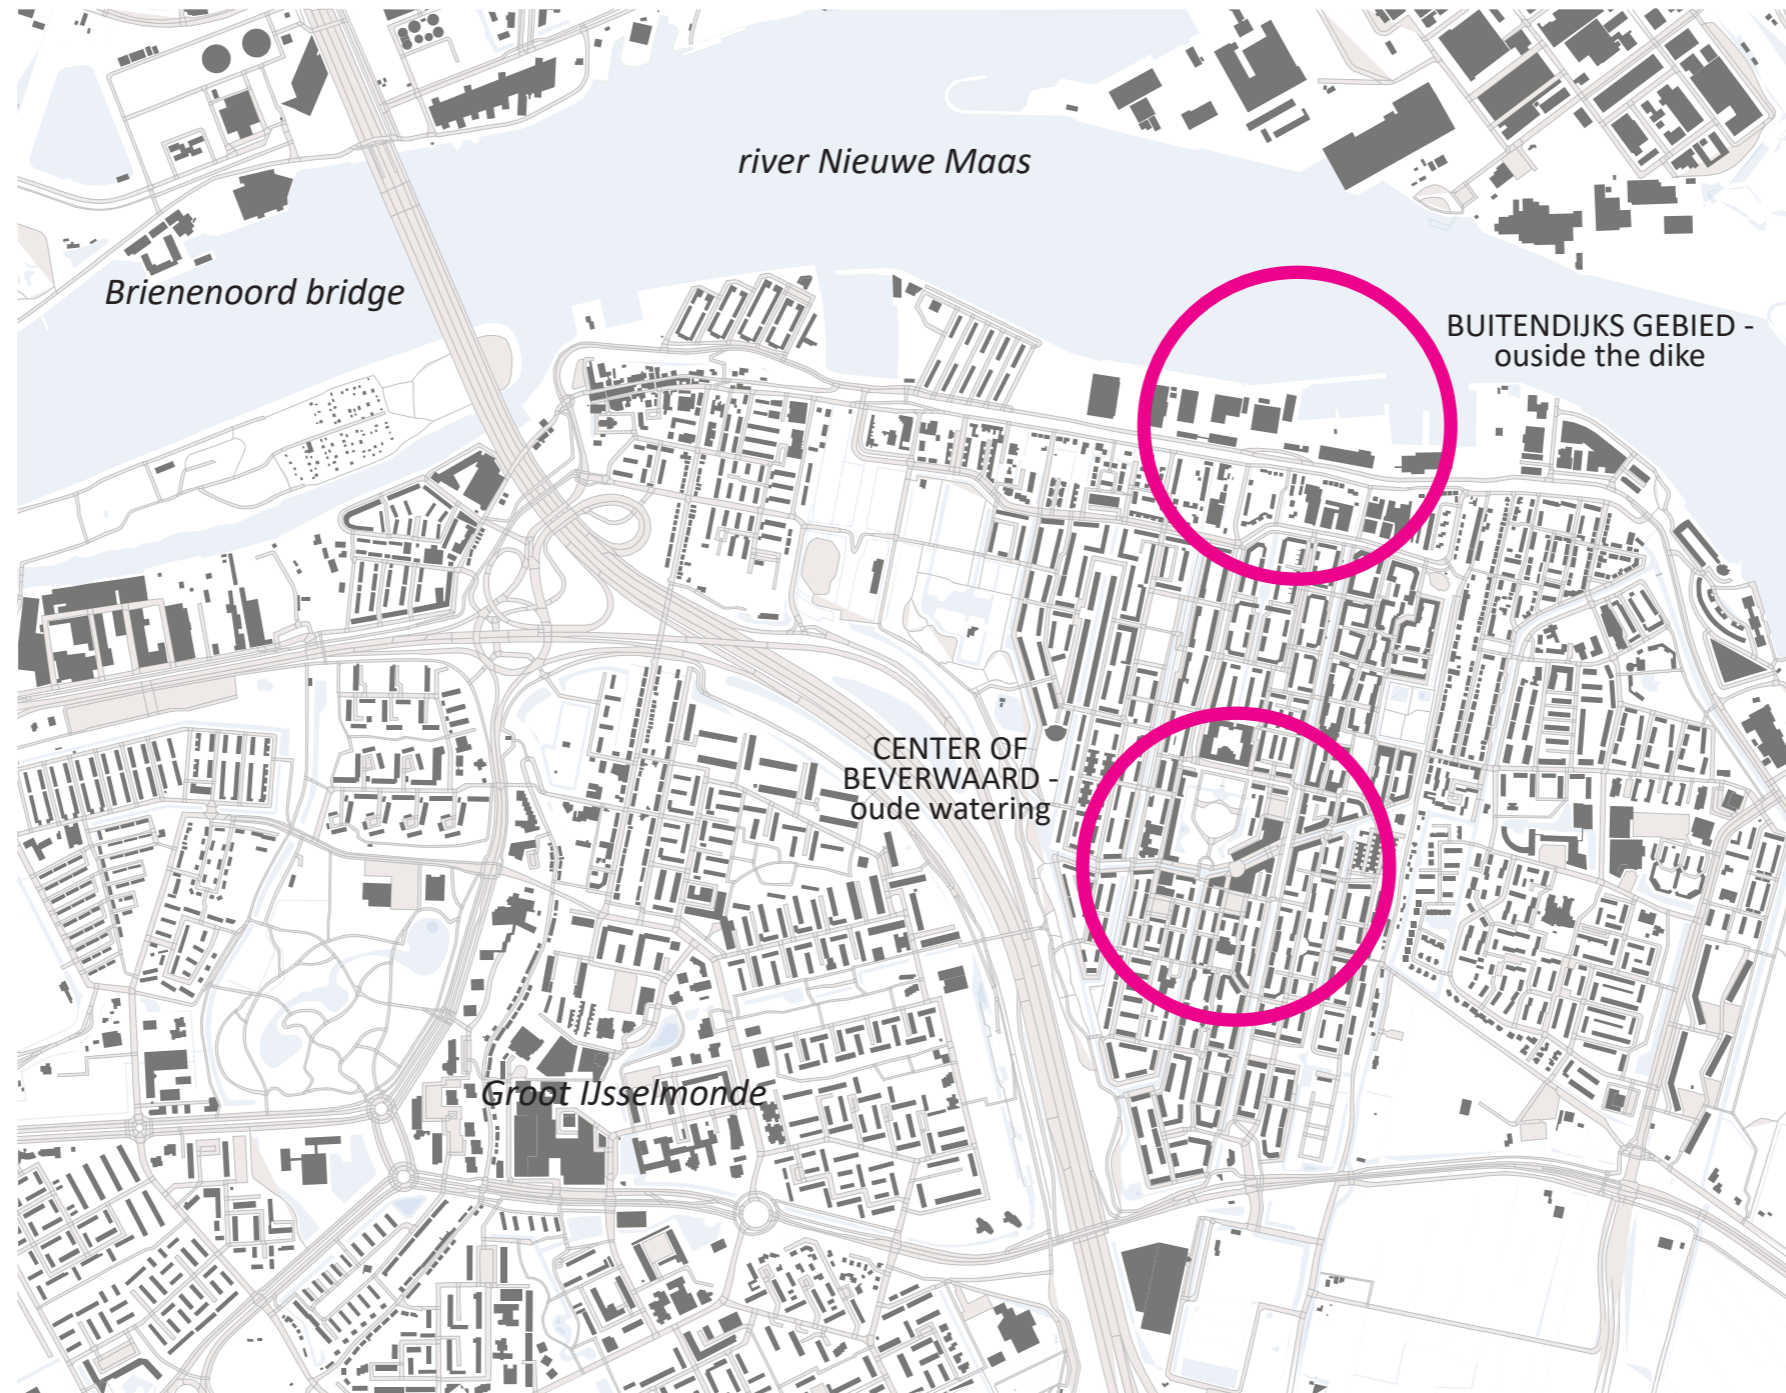 river Nieuwe Maas
Brienenoord bridge
BUITENDIJKS GEBIED -
ouside the dike
CENTER OF
BEVERWAARD -
oude watering
Groot IJsselmonde